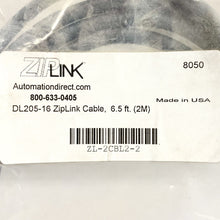 ZIPLINK
8050
Automationdirect.com
800-633-0405
Made in USA
DL205-16 ZipLink Cable, 6.5 ft. (2M)
ZL-2CBL2-2